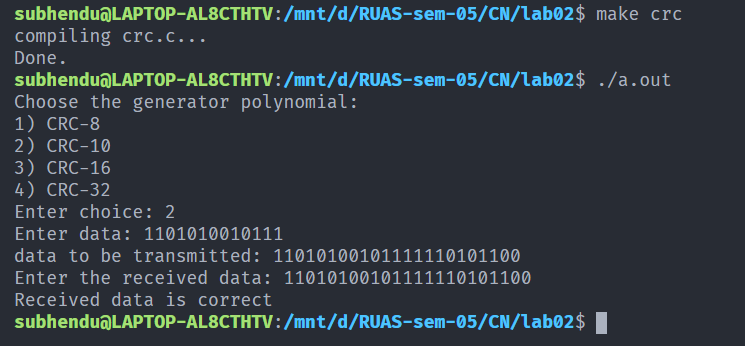 subhendu@LAPTOP-AL8CTHTV:/mnt/d/RUAS-sem-05/CN/lab02$ make crc
compiling crc.c...
Done.
subhendu@LAPTOP-AL8CTHTV:/mnt/d/RUAS-sem-05/CN/lab02$ ./a.out
Choose the generator polynomial:
1) CRC-8
2) CRC-10
3) CRC-16
4) CRC-32
Enter choice: 2
Enter data: 1101010010111
data to be transmitted: 11010100101111110101100
Enter the received data: 11010100101111110101100
Received data is correct
subhendu@LAPTOP-AL8CTHTV:/mnt/d/RUAS-sem-05/CN/lab02$